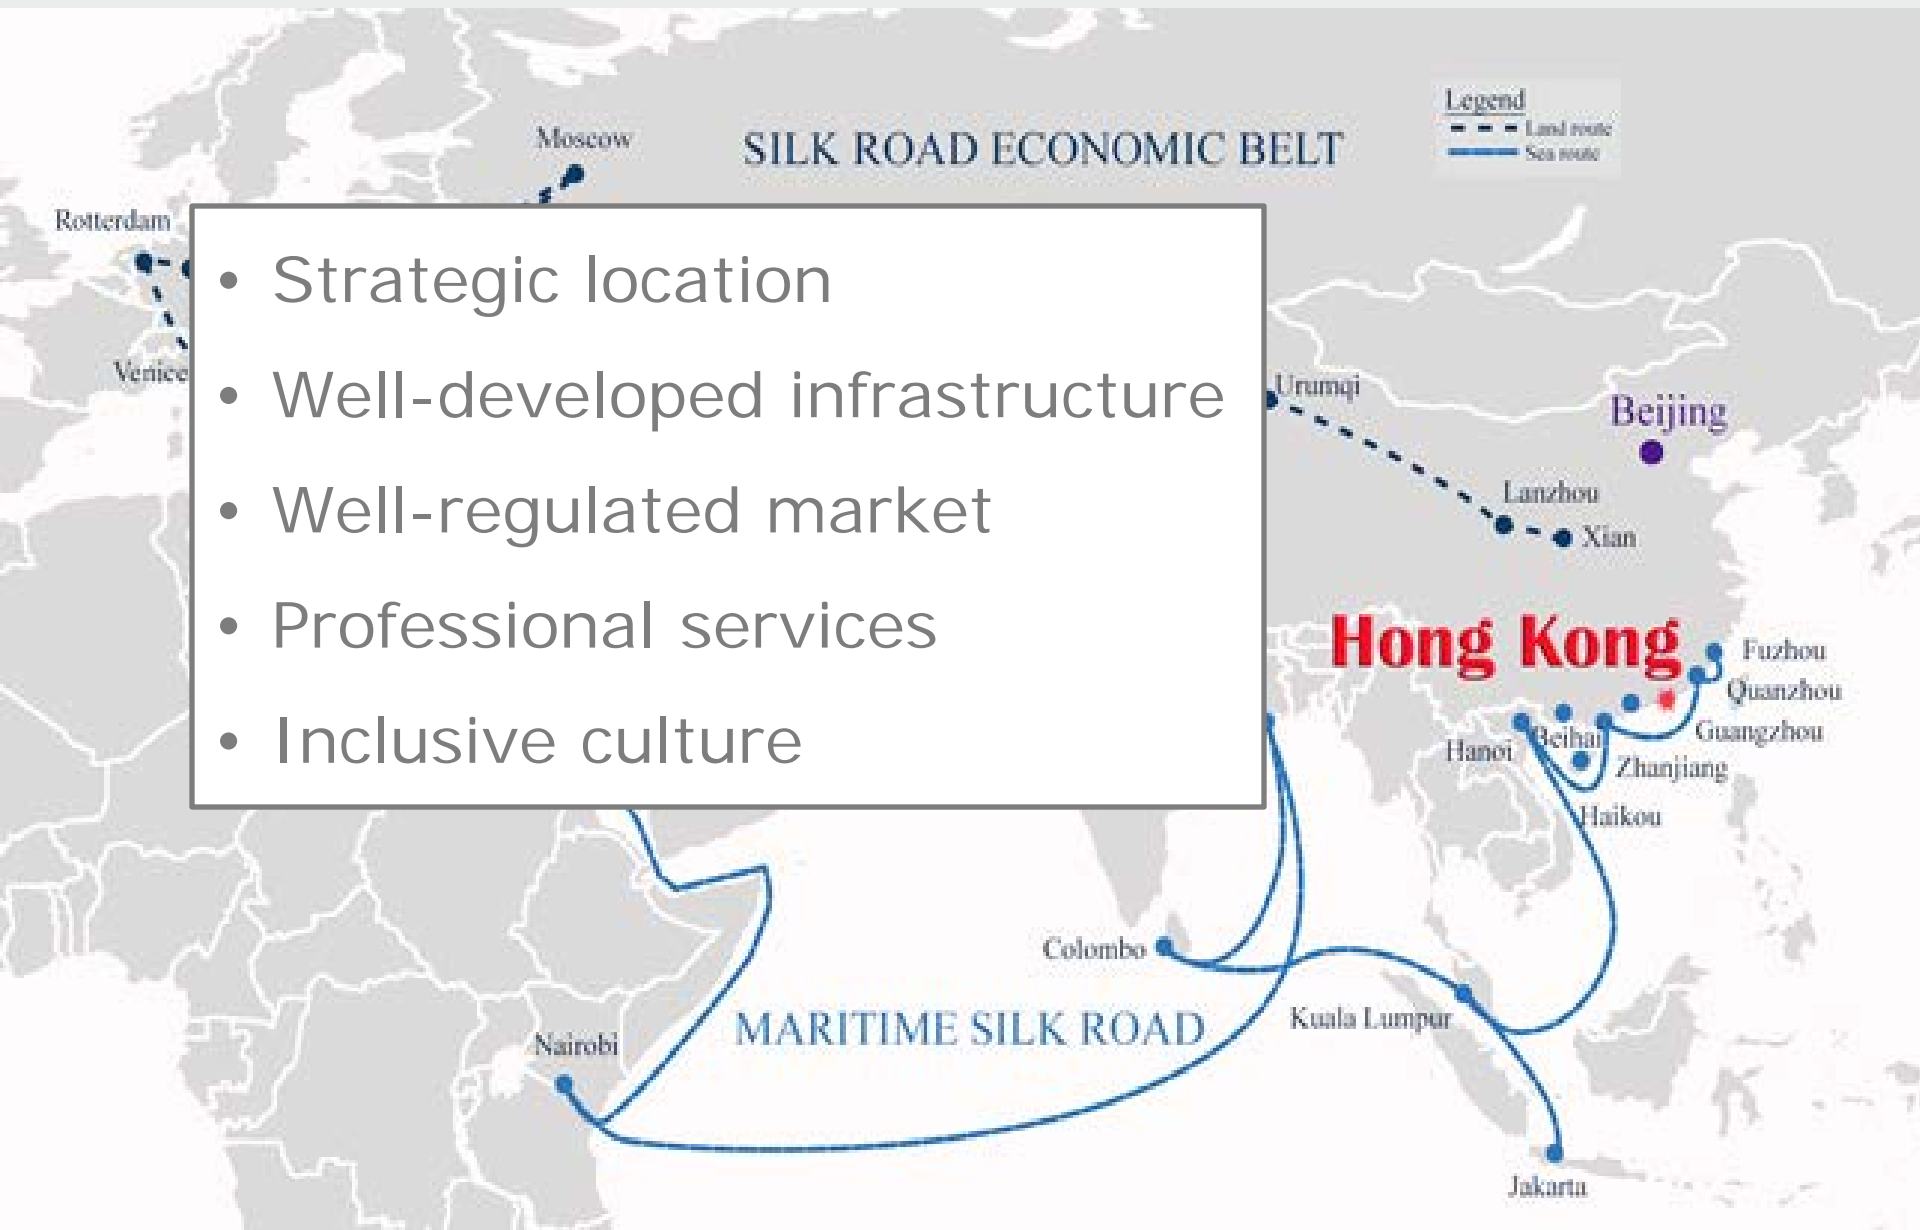 Legend
Land route
Sea route
Moscow
SILK ROAD ECONOMIC BELT
Rotterdam
• Strategic location
Venice
• Well-developed infrastructure
Urumqi
Beijing
• Well-regulated market
Lanzhou
Xian
• Professional services
Hong Kong
Fuzhou
Quanzhou
• Inclusive culture
Guangzhou
Hanoi
Beihai
Zhanjiang
Haikou
Colombo
Kuala Lumpur
MARITIME SILK ROAD
Nairobi
Jakarta